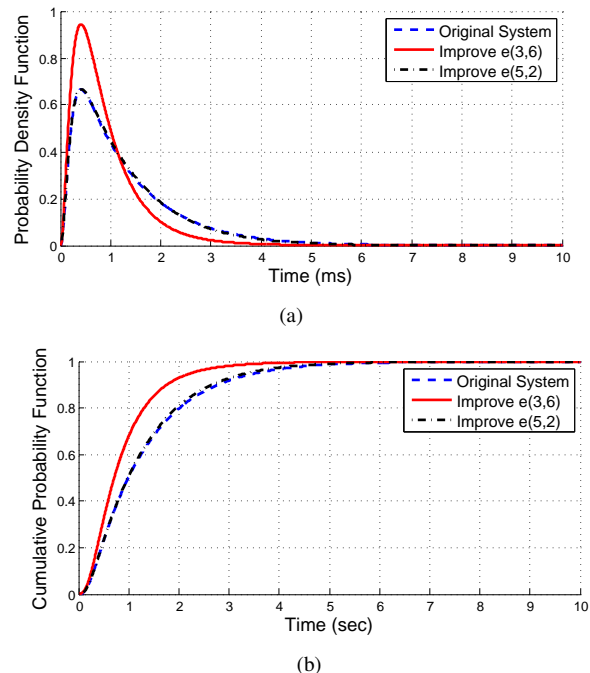 Probability Density Function
1
0.8
0.6
0.4
0.2
0
Original System
Improve e(3,6)
Improve e(5,2)
0 1 2 3 4 5 6 7 8 9 10
Time (ms)
(a)
Cumulative Probability Function
1
0.8
0.6
0.4
0.2
0
Original System
Improve e(3,6)
Improve e(5,2)
0 1 2 3 4 5 6 7 8 9 10
Time (sec)
(b)